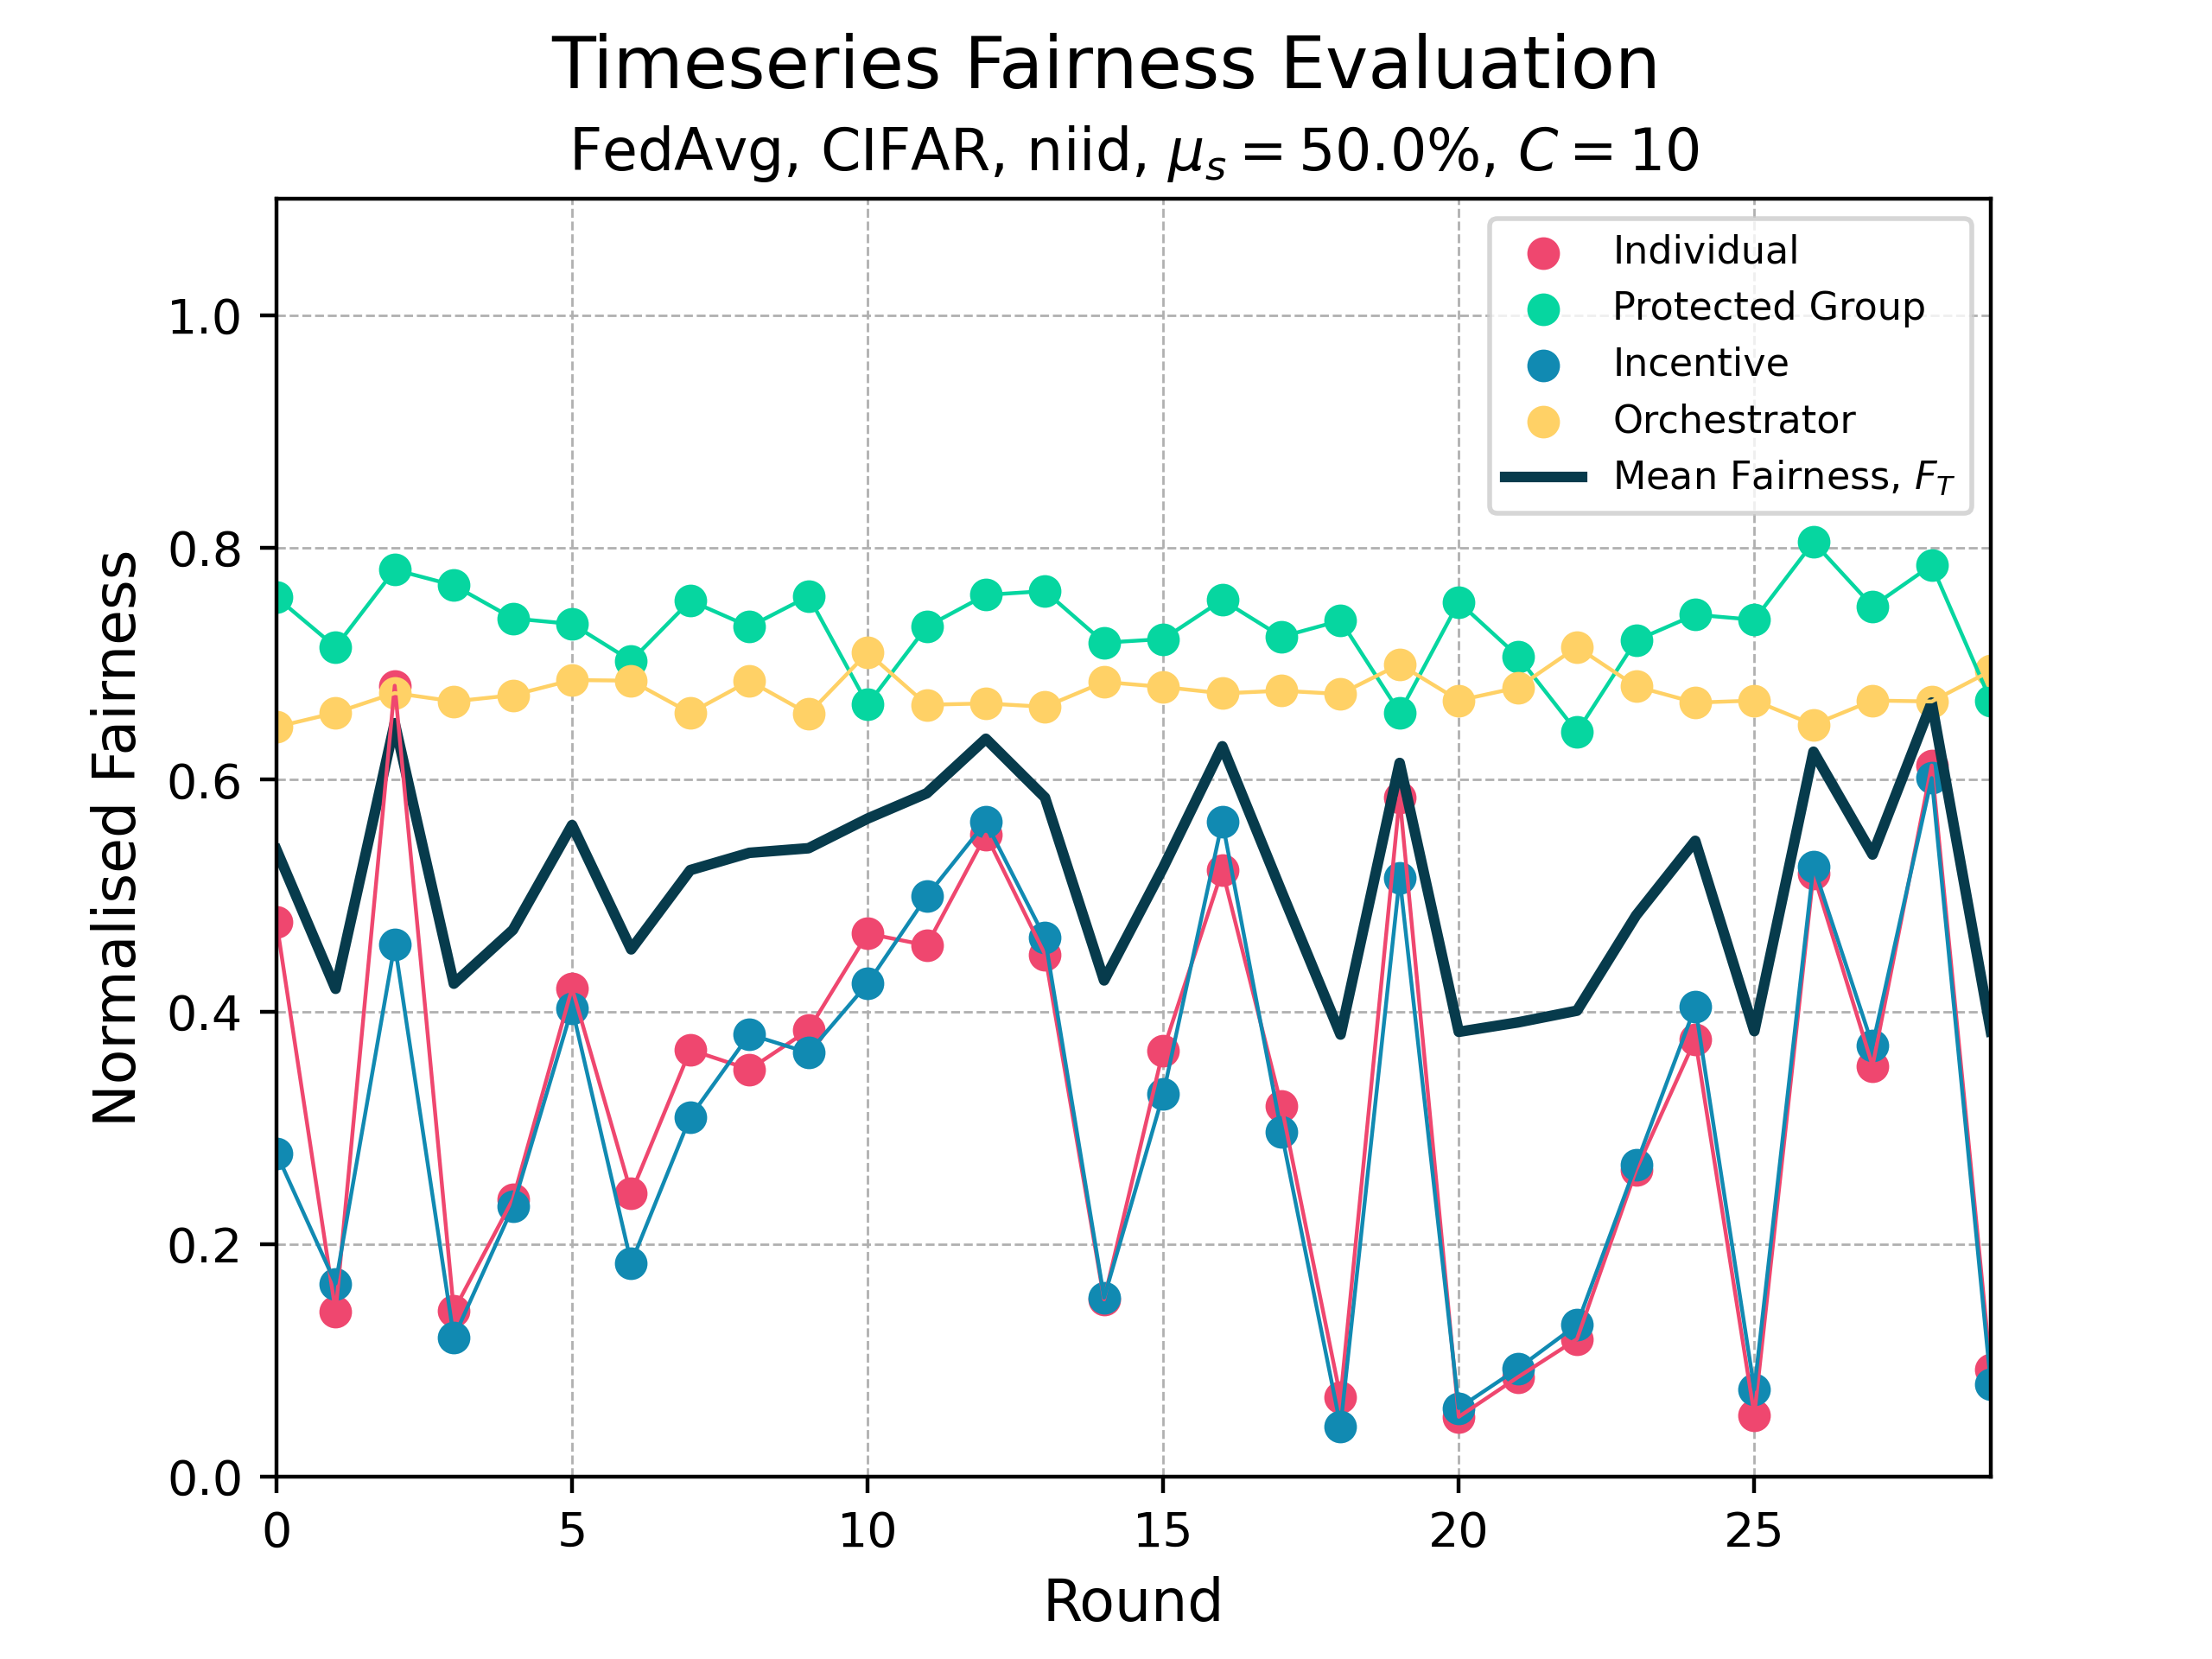 Timeseries Fairness Evaluation
FedAvg, CIFAR, niid, $\mu_s = 50.0\%$, $C = 10$
Individual
Protected Group
Incentive
Orchestrator
Mean Fairness, $F_T$
Normalised Fairness
1.0
0.8
0.6
0.4
0.2
0.0
0 5 10 15 20 25
Round